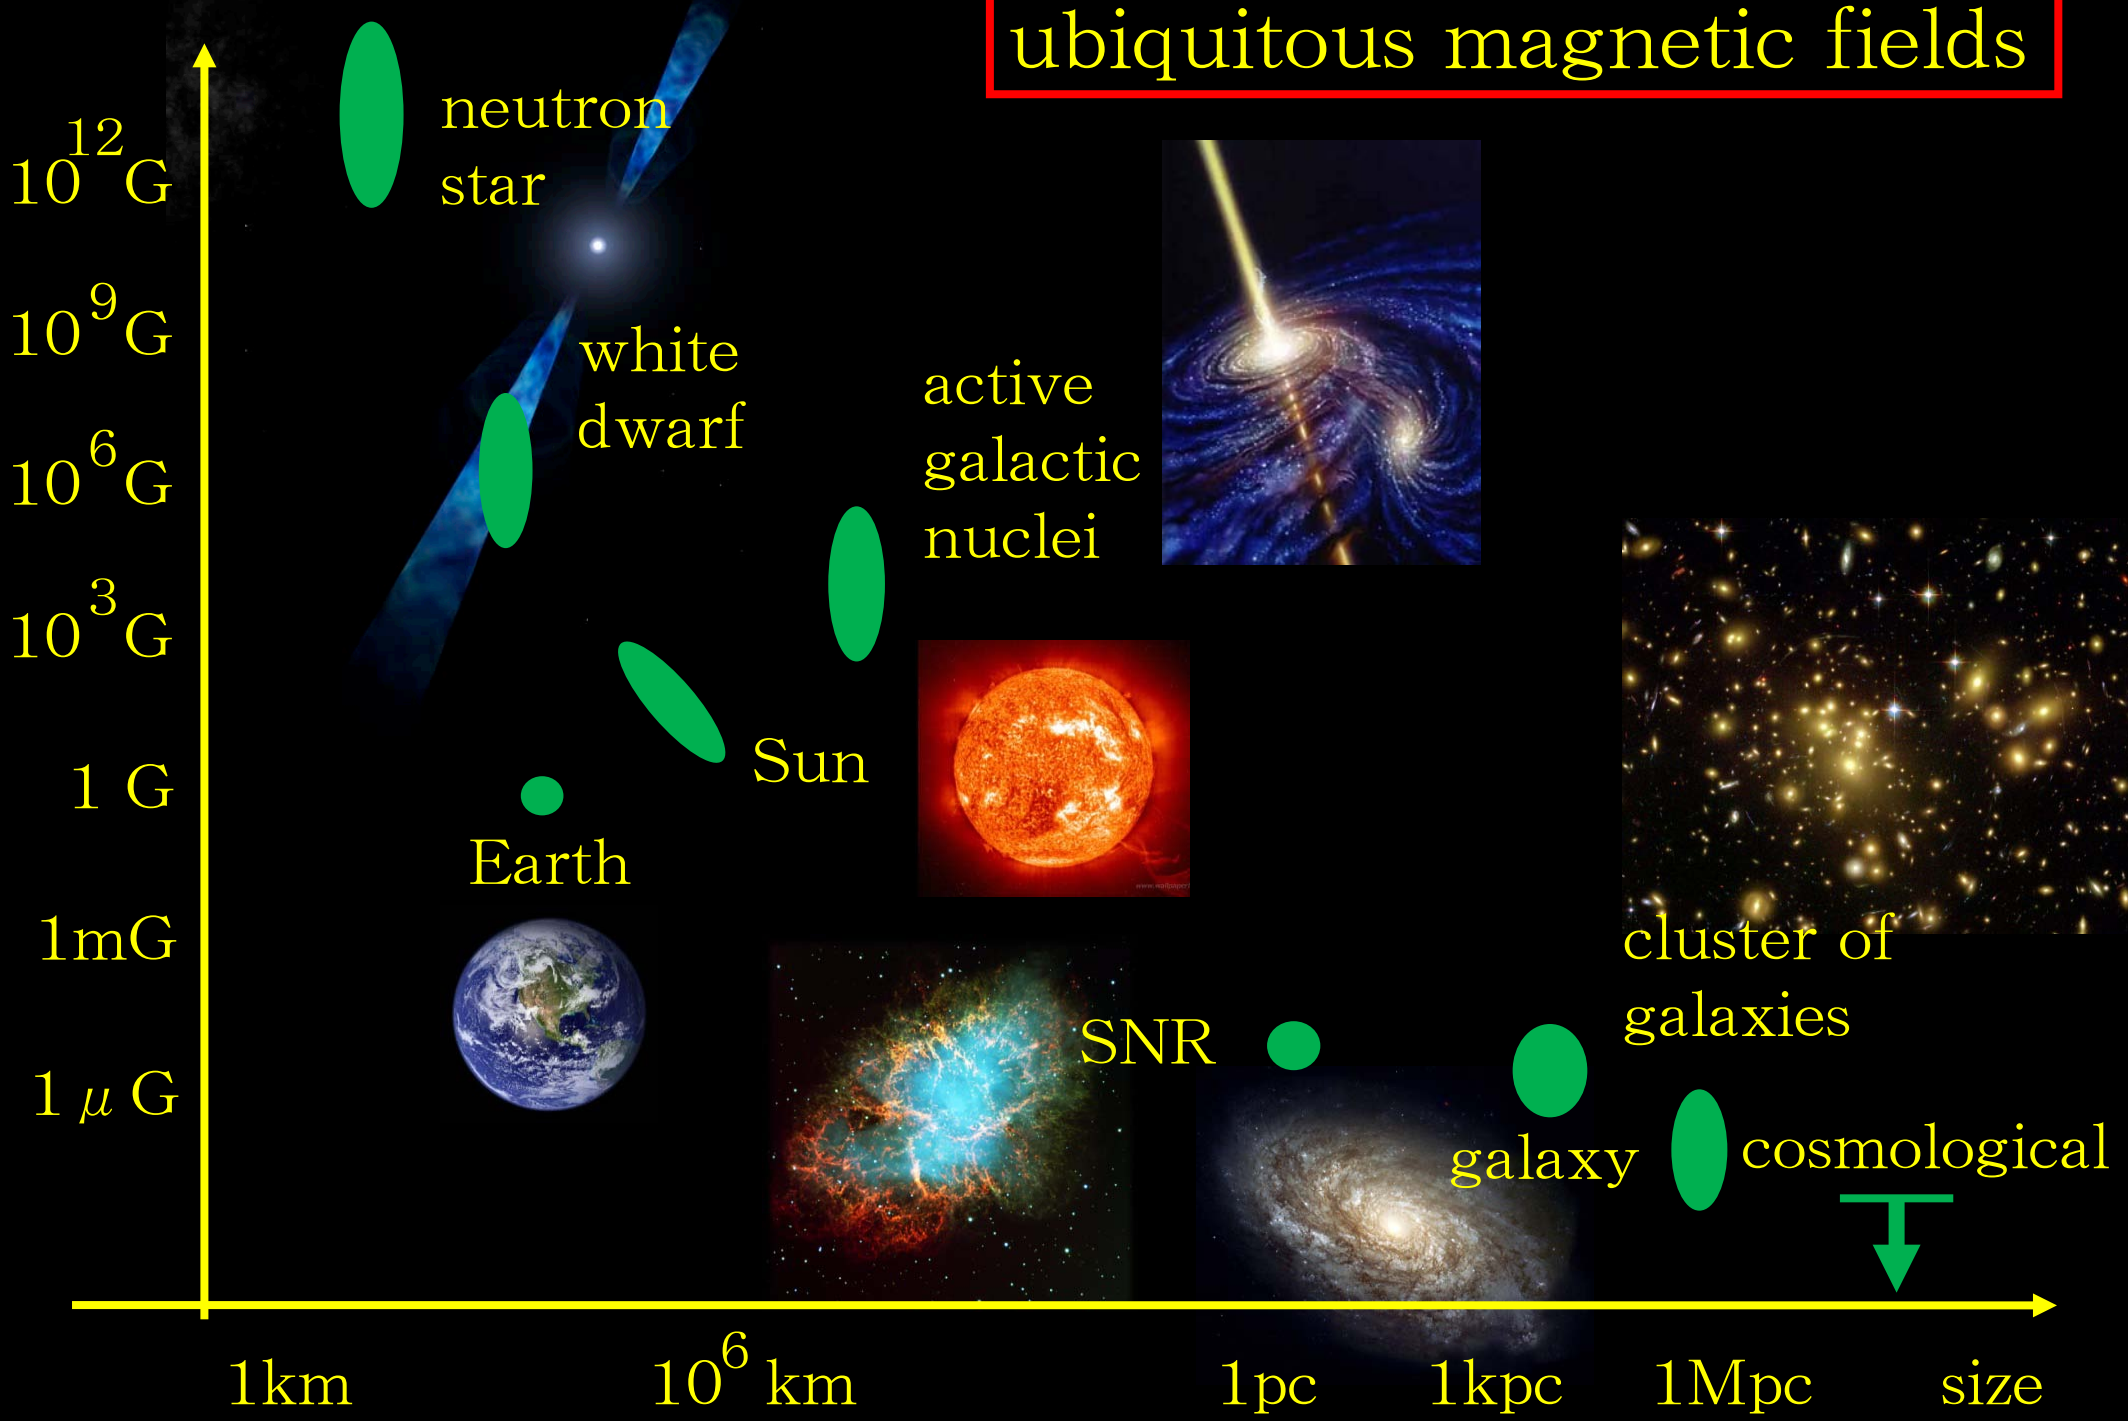 ubiquitous magnetic fields
neutron
star
10^12 G
10^9 G
white
dwarf
active
galactic
nuclei
10^6 G
10^3 G
Sun
1 G
Earth
1mG
cluster of
galaxies
SNR
1μG
galaxy
cosmological
1km
10^6 km
1pc
1kpc
1Mpc
size